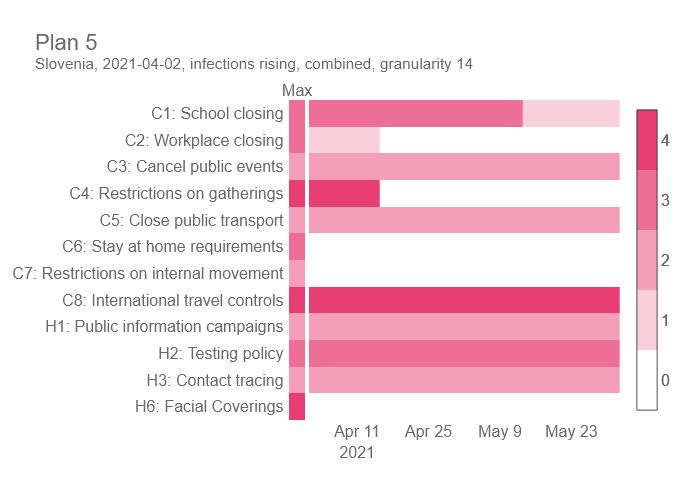 Plan 5
Slovenia, 2021-04-02, infections rising, combined, granularity 14
Max
C1: School closing
C2: Workplace closing
C3: Cancel public events
C4: Restrictions on gatherings
C5: Close public transport
C6: Stay at home requirements
C7: Restrictions on internal movement
C8: International travel controls
H1: Public information campaigns
H2: Testing policy
H3: Contact tracing
H6: Facial Coverings
4
3
2
1
0
Apr 11 Apr 25 May 9 May 23
2021